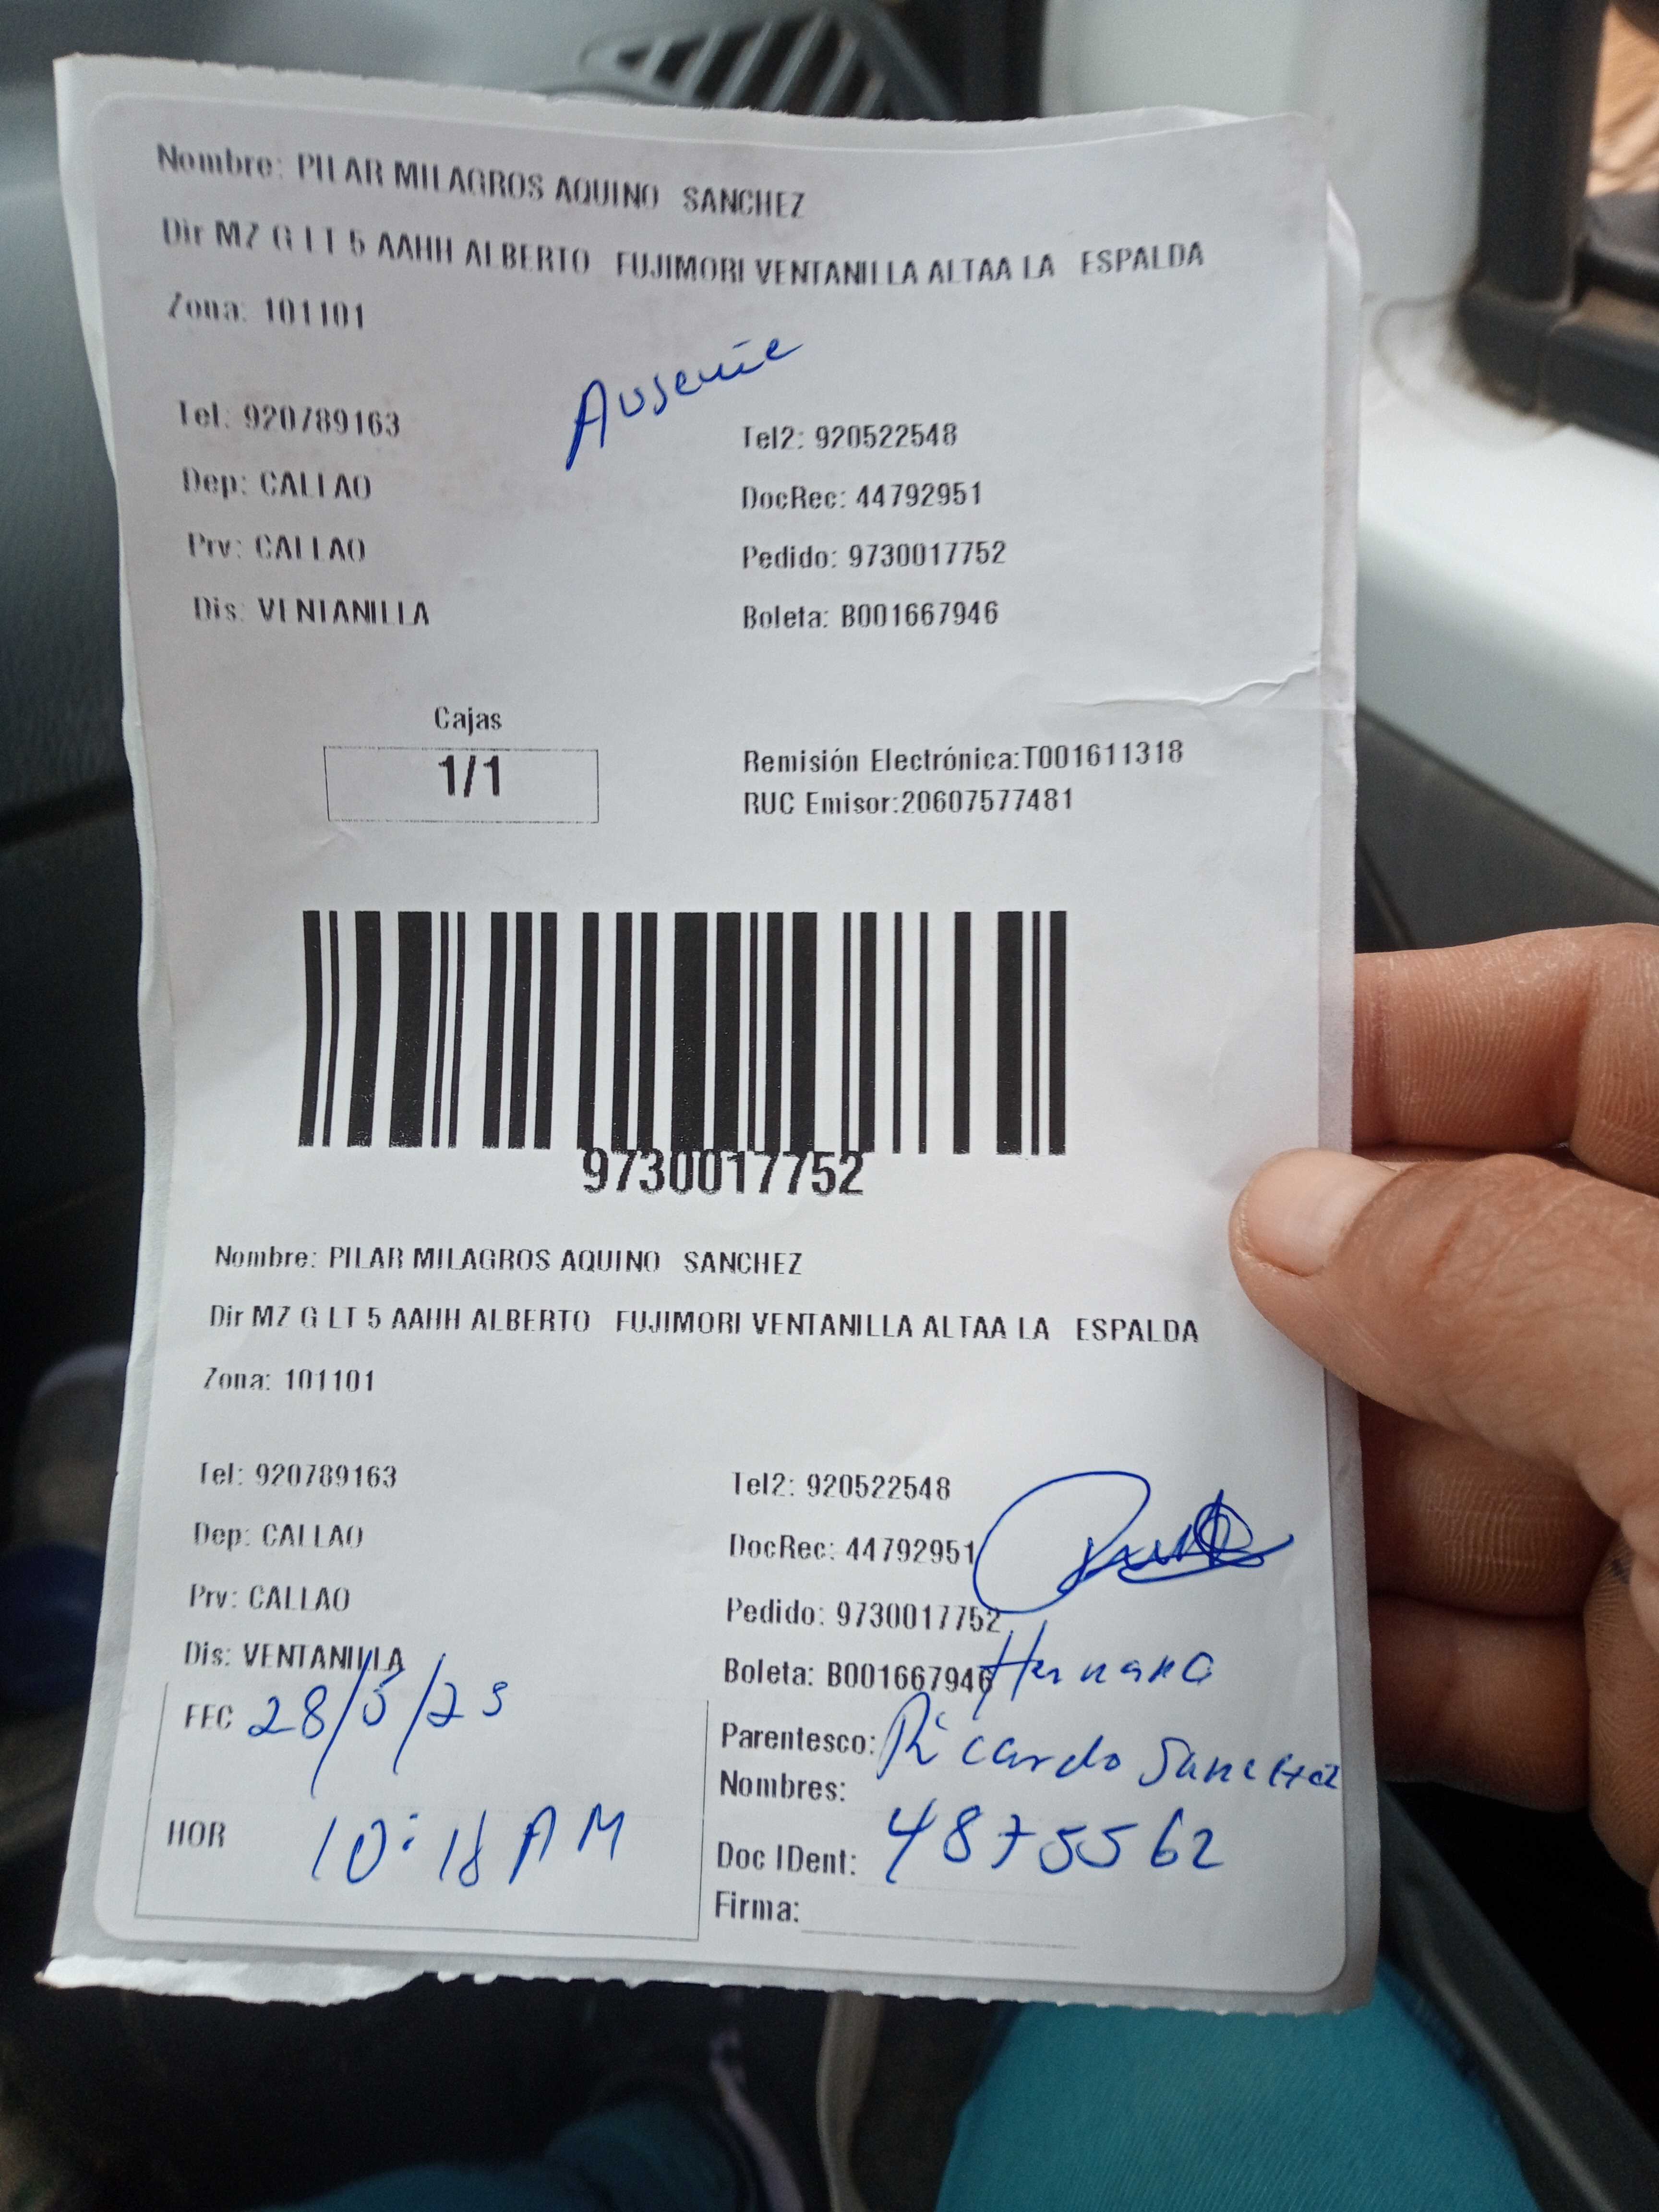 Nombre: PILAR MILAGROS AQUINO SANCHEZ
Dir MZ G LT 5 AAHH ALBERTO FUJIMORI VENTANILLA ALTAA LA ESPALDA
Zona: 101101
Ausente
Tel: 920789163 Tel2: 920522548
Dep: CALLAO DocRec: 44792951
Prv: CALLAO Pedido: 9730017752
Dis: VENTANILLA Boleta: B001667946
Cajas
1/1
Remisión Electrónica:T001611318
RUC Emisor:20607577481
9730017752
Nombre: PILAR MILAGROS AQUINO SANCHEZ
Dir MZ G LT 5 AAHH ALBERTO FUJIMORI VENTANILLA ALTAA LA ESPALDA
Zona: 101101
Tel: 920789163 Tel2: 920522548
Dep: CALLAO DocRec: 44792951
Prv: CALLAO Pedido: 9730017752
Dis: VENTANILLA Boleta: B001667946
Hermano
FEC 28/5/23 Parentesco: Ricardo Sanchez
Nombres:
HOR 10:18 AM Doc IDent: 4875562
Firma: